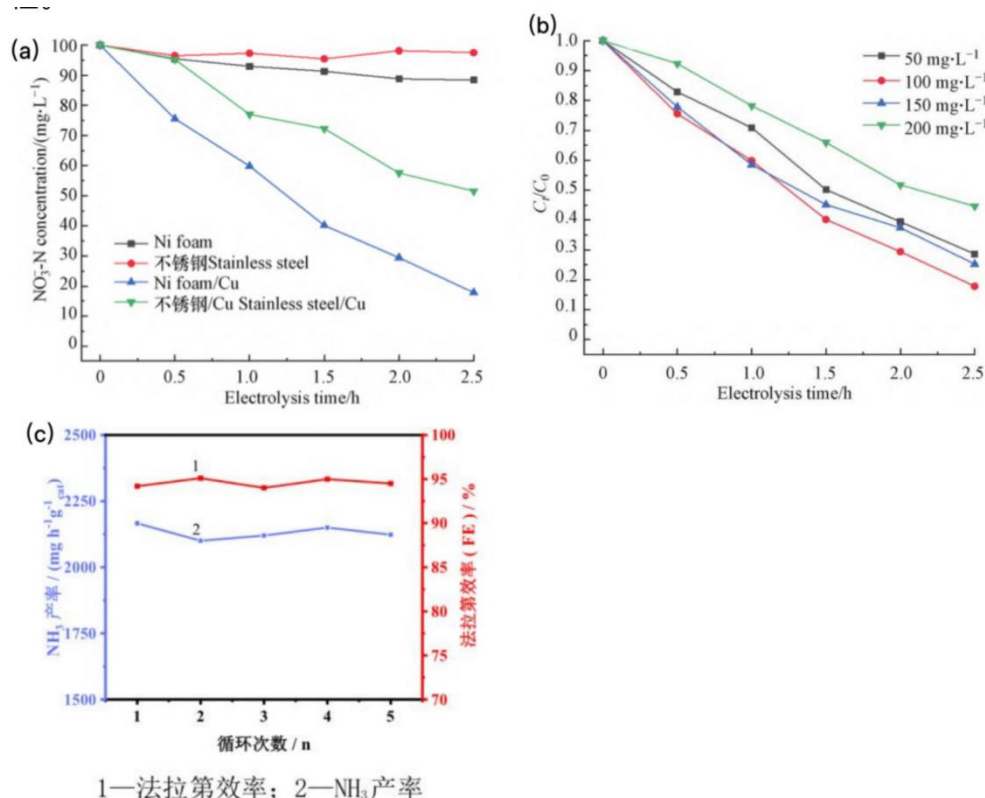 (a)
100
90
80
70
60
50
40
30
20
10
0
NO₃⁻-N concentration/(mg·L⁻¹)
Ni foam
不锈钢Stainless steel
Ni foam/Cu
不锈钢/Cu Stainless steel/Cu
0 0.5 1.0 1.5 2.0 2.5
Electrolysis time/h
(b)
1.0
0.9
0.8
0.7
0.6
0.5
0.4
0.3
0.2
0.1
0
Cₜ/C₀
50 mg·L⁻¹
100 mg·L⁻¹
150 mg·L⁻¹
200 mg·L⁻¹
0 0.5 1.0 1.5 2.0 2.5
Electrolysis time/h
(c)
2500
2250
2000
1750
1500
NH₃ 产率 / (mg h⁻¹g⁻¹cat)
1
2
100
95
90
85
80
75
70
法拉第效率 ( FE ) / %
1 2 3 4 5
循环次数 / n
1—法拉第效率；2—NH₃产率